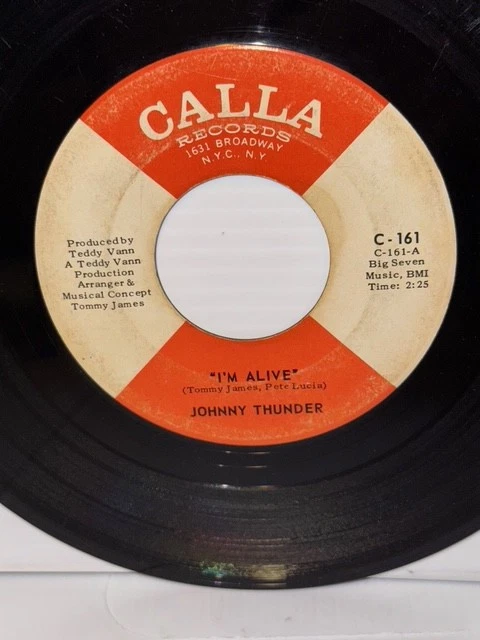 CALLA
RECORDS
1631 BROADWAY
N.Y.C., N.Y
Produced by
Teddy Vann
A Teddy Vann
Production
Arranger &
Musical Concept
Tommy James
C-161
C-161-A
Big Seven
Music, BMI
Time: 2:25
"I'M ALIVE"
(Tommy James, Pete Lucia)
JOHNNY THUNDER